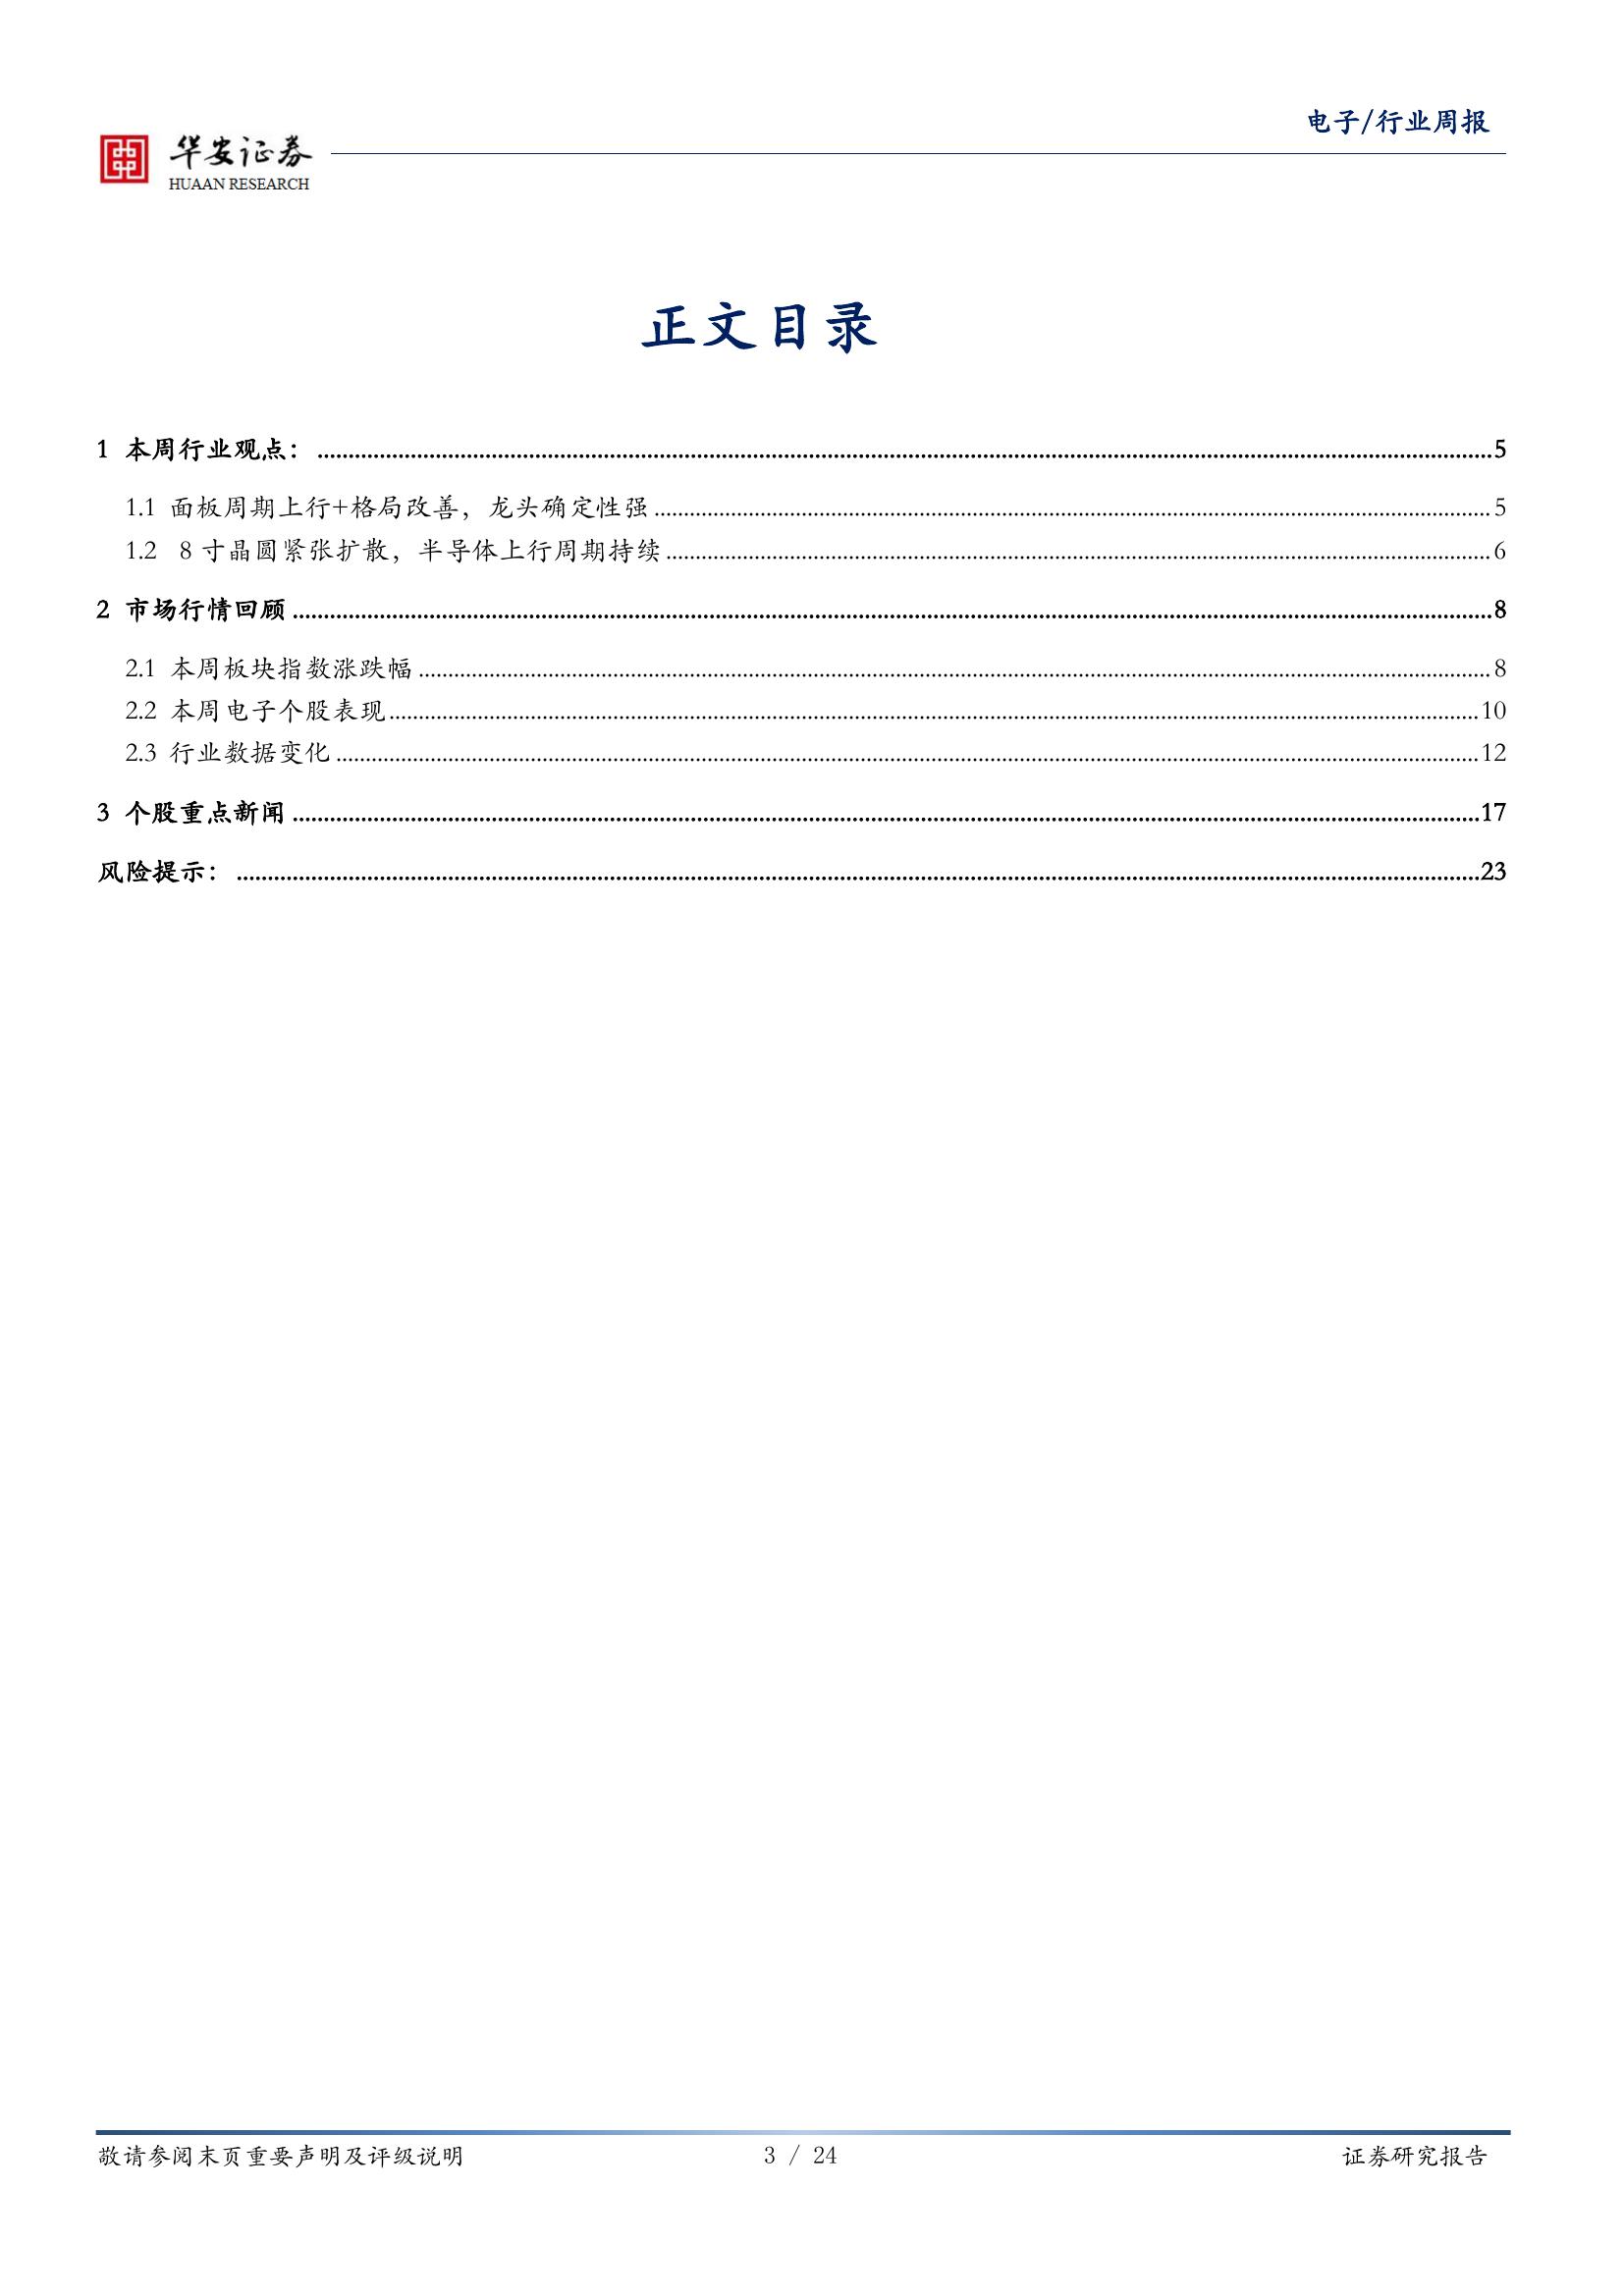 电子/行业周报
华安证券
HUAAN RESEARCH
正文目录
1 本周行业观点：..........5
1.1 面板周期上行+格局改善，龙头确定性强..........5
1.2 8 寸晶圆紧张扩散，半导体上行周期持续..........6
2 市场行情回顾..........8
2.1 本周板块指数涨跌幅..........8
2.2 本周电子个股表现..........10
2.3 行业数据变化..........12
3 个股重点新闻..........17
风险提示：..........23
敬请参阅末页重要声明及评级说明 3 / 24 证券研究报告